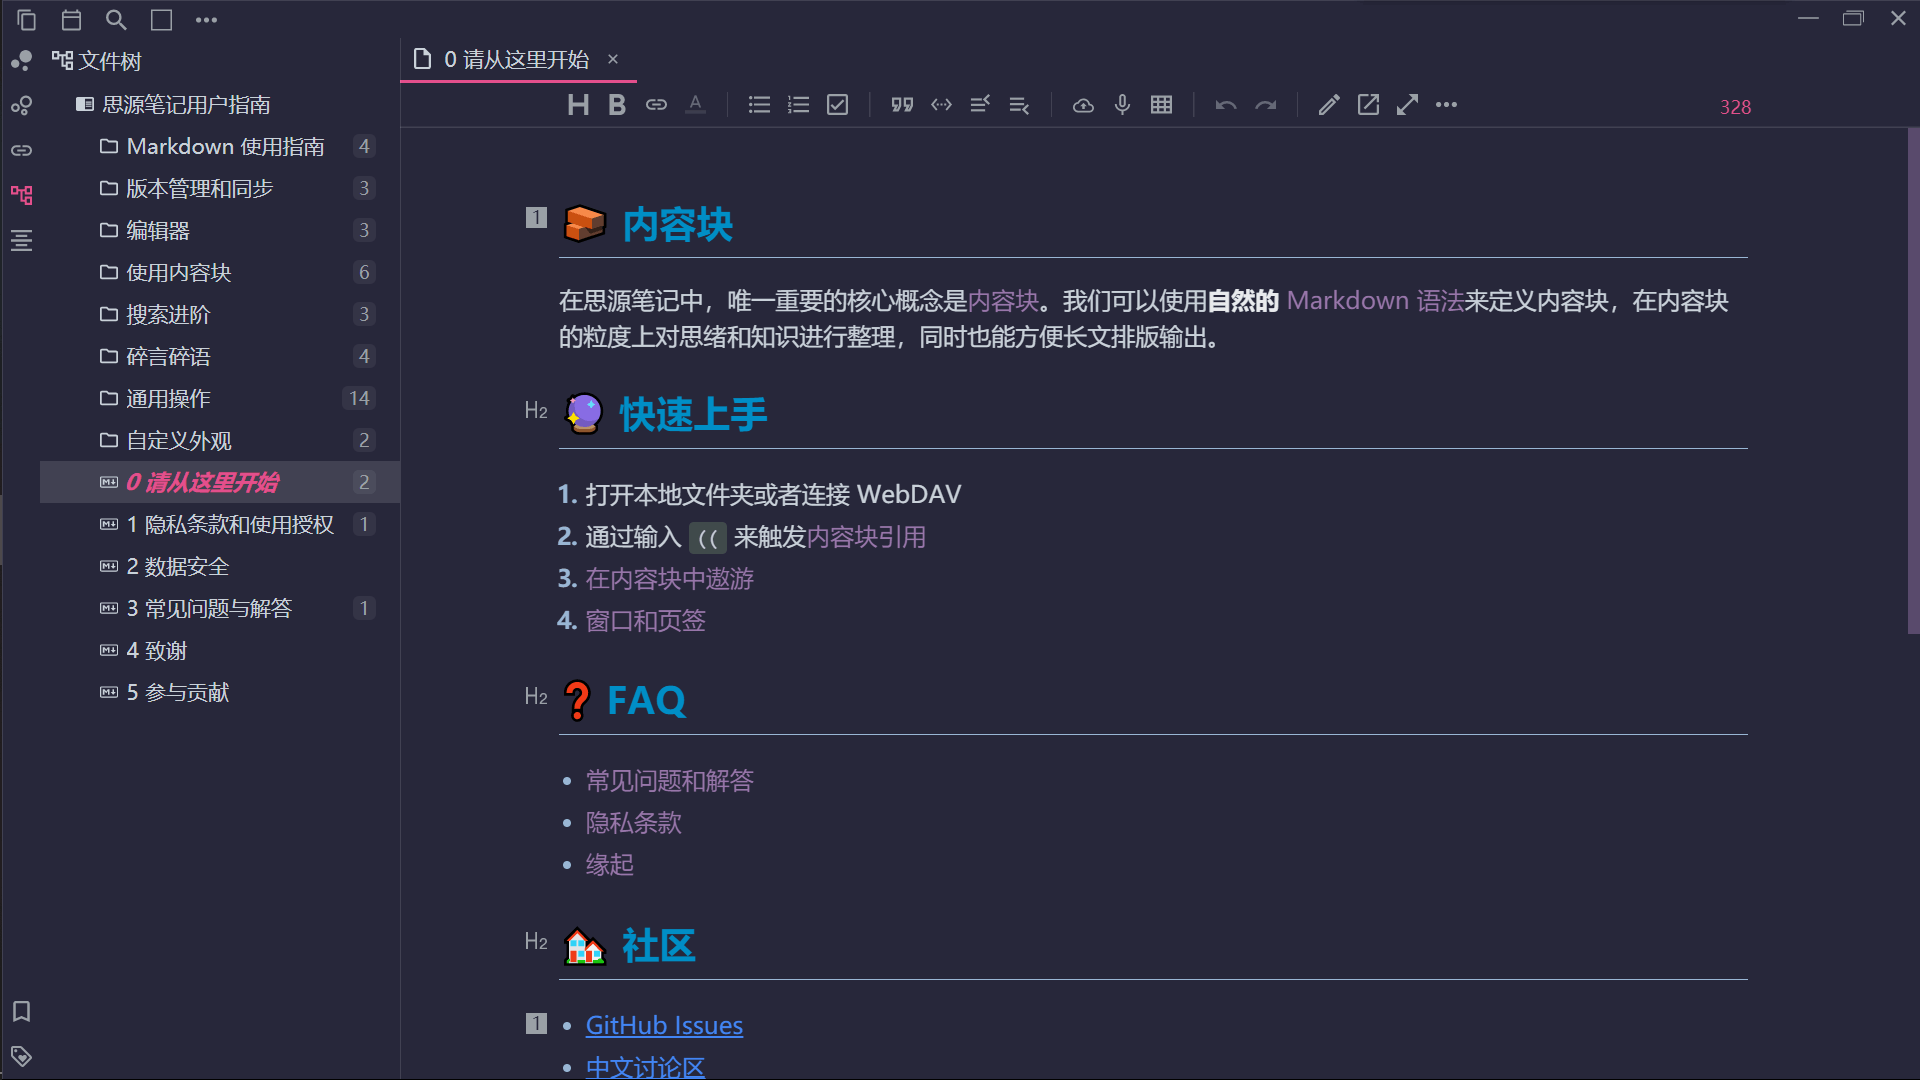 文件树
思源笔记用户指南
Markdown 使用指南 4
版本管理和同步 3
编辑器 3
使用内容块 6
搜索进阶 3
碎言碎语 4
通用操作 14
自定义外观 2
0 请从这里开始 2
1 隐私条款和使用授权 1
2 数据安全
3 常见问题与解答 1
4 致谢
5 参与贡献
0 请从这里开始
H B A
328
1 内容块
在思源笔记中，唯一重要的核心概念是内容块。我们可以使用自然的 Markdown 语法来定义内容块，在内容块
的粒度上对思绪和知识进行整理，同时也能方便长文排版输出。
H2 快速上手
1. 打开本地文件夹或者连接 WebDAV
2. 通过输入 (( 来触发内容块引用
3. 在内容块中遨游
4. 窗口和页签
H2 FAQ
• 常见问题和解答
• 隐私条款
• 缘起
H2 社区
1 • GitHub Issues
• 中文讨论区